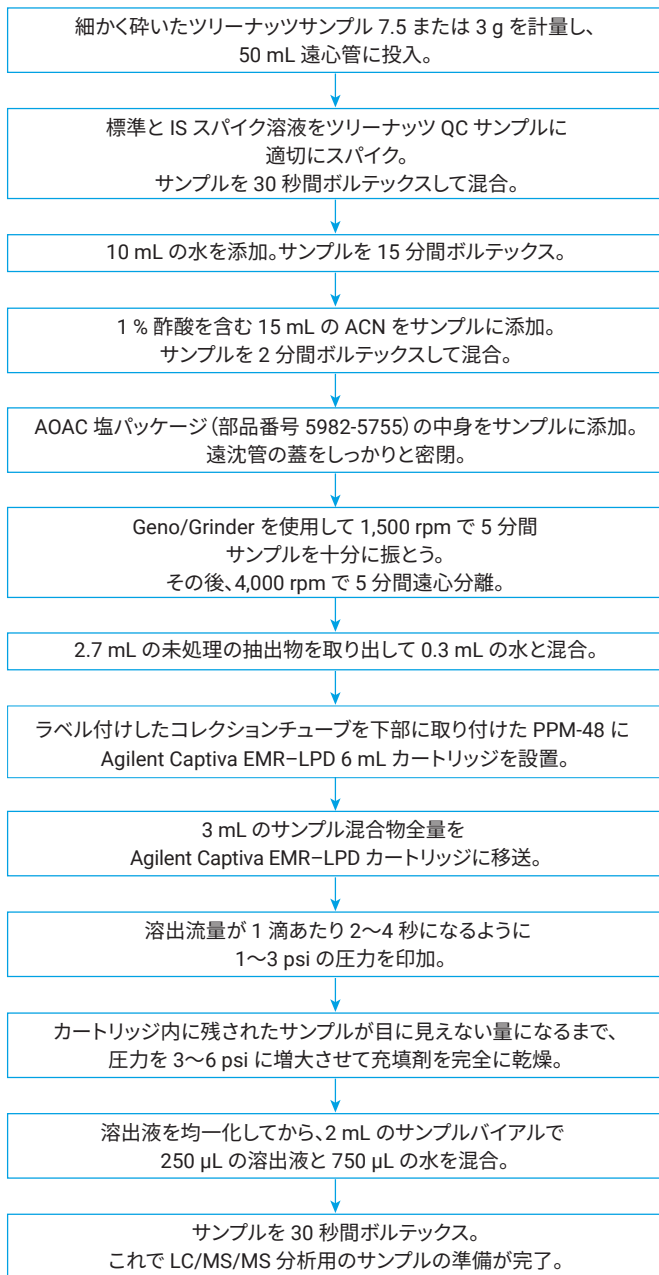 細かく砕いたツリーナッツサンプル 7.5 または 3 g を計量し、
50 mL 遠心管に投入。
標準と IS スパイク溶液をツリーナッツ QC サンプルに
適切にスパイク。
サンプルを 30 秒間ボルテックスして混合。
10 mL の水を添加。サンプルを 15 分間ボルテックス。
1 % 酢酸を含む 15 mL の ACN をサンプルに添加。
サンプルを 2 分間ボルテックスして混合。
AOAC 塩パッケージ（部品番号 5982-5755）の中身をサンプルに添加。
遠沈管の蓋をしっかりと密閉。
Geno/Grinder を使用して 1,500 rpm で 5 分間
サンプルを十分に振とう。
その後、4,000 rpm で 5 分間遠心分離。
2.7 mL の未処理の抽出物を取り出して 0.3 mL の水と混合。
ラベル付けしたコレクションチューブを下部に取り付けた PPM-48 に
Agilent Captiva EMR–LPD 6 mL カートリッジを設置。
3 mL のサンプル混合物全量を
Agilent Captiva EMR–LPD カートリッジに移送。
溶出流量が 1 滴あたり 2～4 秒になるように
1～3 psi の圧力を印加。
カートリッジ内に残されたサンプルが目に見えない量になるまで、
圧力を 3～6 psi に増大させて充填剤を完全に乾燥。
溶出液を均一化してから、2 mL のサンプルバイアルで
250 µL の溶出液と 750 µL の水を混合。
サンプルを 30 秒間ボルテックス。
これで LC/MS/MS 分析用のサンプルの準備が完了。